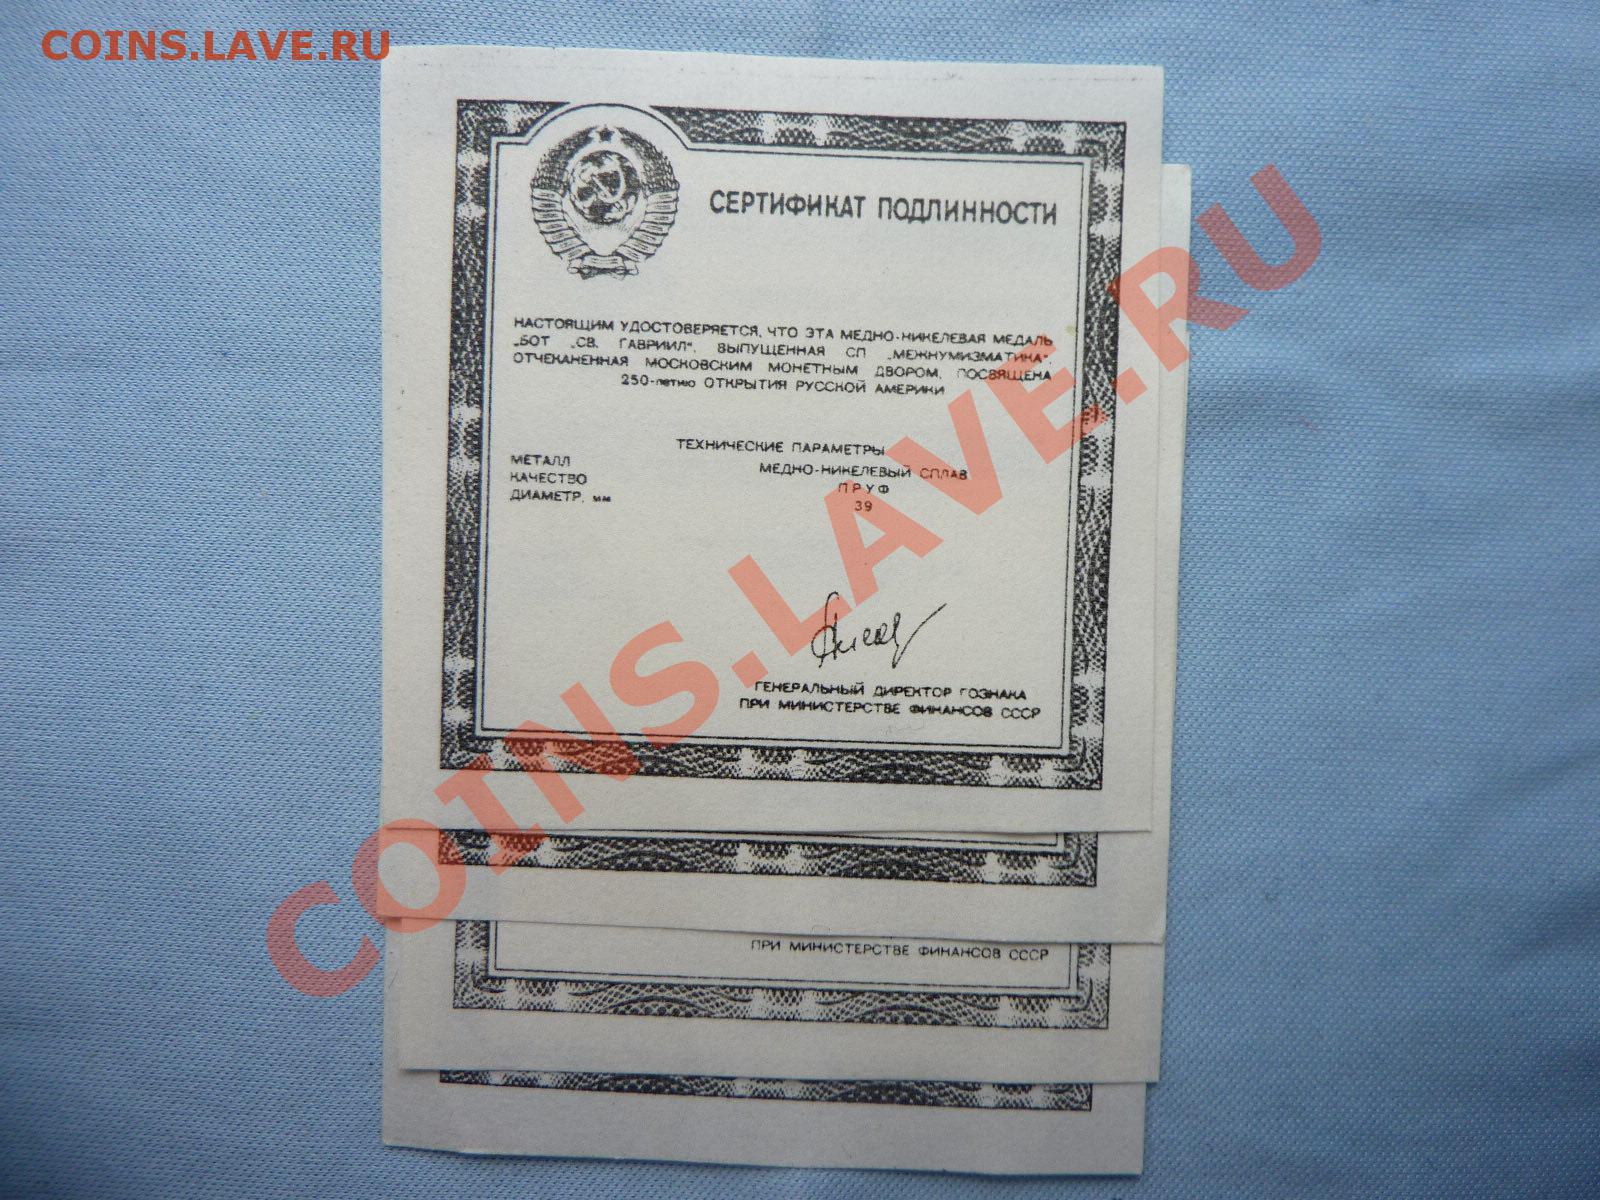 COINS.LAVE.RU
СЕРТИФИКАТ ПОДЛИННОСТИ
НАСТОЯЩИМ УДОСТОВЕРЯЕТСЯ, ЧТО ЭТА МЕДНО-НИКЕЛЕВАЯ МЕДАЛЬ
„БОТ „СВ. ГАВРИИЛ", ВЫПУЩЕННАЯ СП „МЕЖНУМИЗМАТИКА",
ОТЧЕКАНЕННАЯ МОСКОВСКИМ МОНЕТНЫМ ДВОРОМ, ПОСВЯЩЕНА
250-летию ОТКРЫТИЯ РУССКОЙ АМЕРИКИ
ТЕХНИЧЕСКИЕ ПАРАМЕТРЫ
МЕТАЛЛ МЕДНО-НИКЕЛЕВЫЙ СПЛАВ
КАЧЕСТВО ПРУФ
ДИАМЕТР, мм 39
ГЕНЕРАЛЬНЫЙ ДИРЕКТОР ГОЗНАКА
ПРИ МИНИСТЕРСТВЕ ФИНАНСОВ СССР
ПРИ МИНИСТЕРСТВЕ ФИНАНСОВ СССР
COINS.LAVE.RU